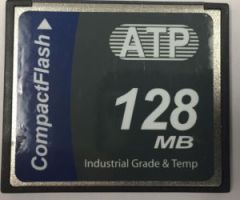 CompactFlash
ATP
128
MB
Industrial Grade & Temp